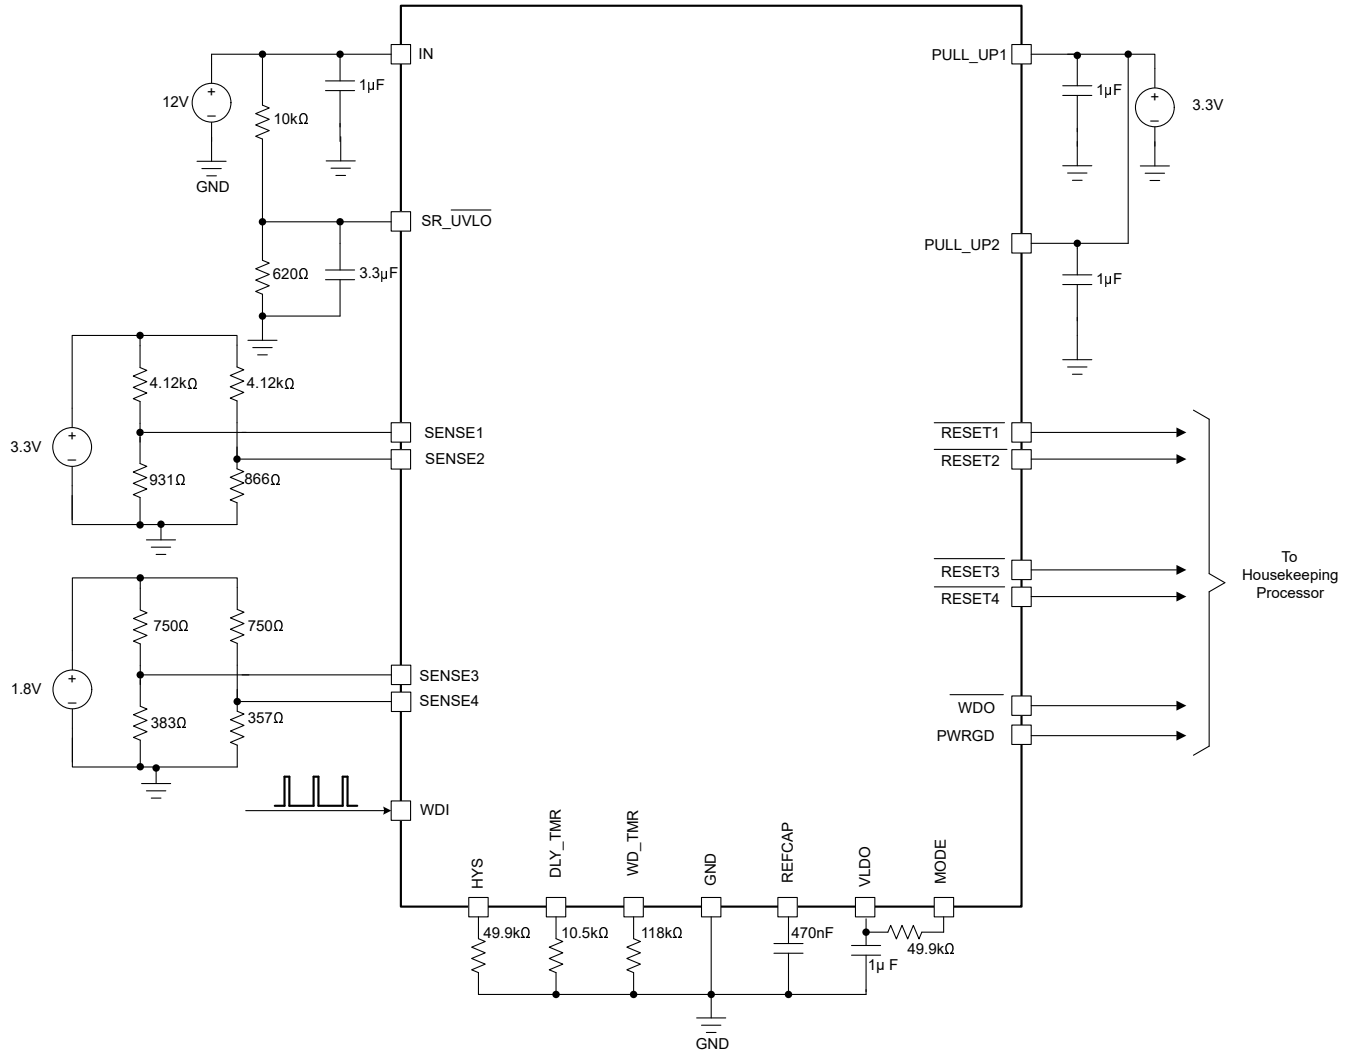 IN
PULL_UP1
12V
1µF
10kΩ
GND
1µF
3.3V
SR_UVLO
PULL_UP2
620Ω
3.3µF
1µF
4.12kΩ
4.12kΩ
3.3V
SENSE1
SENSE2
931Ω
866Ω
RESET1
RESET2
RESET3
RESET4
To
Housekeeping
Processor
750Ω
750Ω
1.8V
SENSE3
SENSE4
383Ω
357Ω
WDO
PWRGD
WDI
HYS
DLY_TMR
WD_TMR
GND
REFCAP
VLDO
MODE
49.9kΩ
10.5kΩ
118kΩ
470nF
1µ F
49.9kΩ
GND